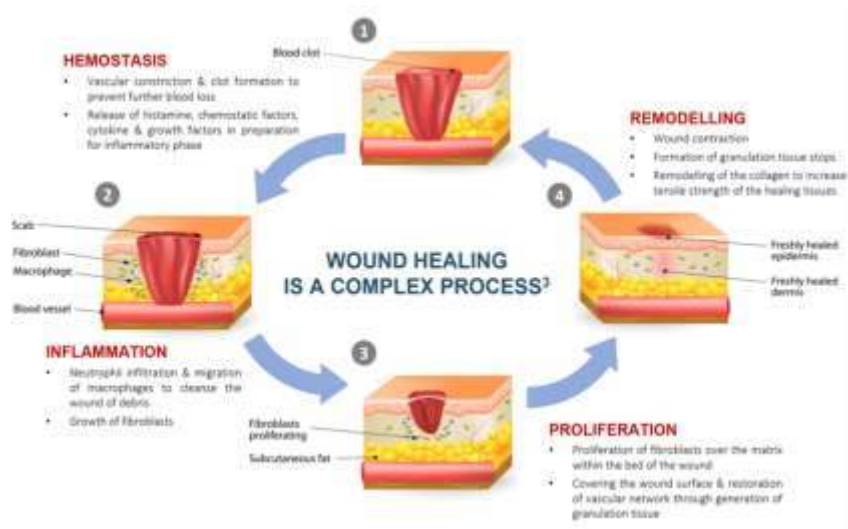 1
Blood clot
HEMOSTASIS
• Vascular constriction & clot formation to
prevent further blood loss
• Release of histamine, chemostatic factors,
cytokine & growth factors in preparation
for inflammatory phase
REMODELLING
• Wound contraction
• Formation of granulation tissue stops
• Remodelling of the collagen to increase
tensile strength of the healing tissues
2
Scab
Fibroblast
Macrophage
Blood vessel
WOUND HEALING
IS A COMPLEX PROCESS³
4
Freshly healed
epidermis
Freshly healed
dermis
INFLAMMATION
• Neutrophil infiltration & migration
of macrophages to cleanse the
wound of debris
• Growth of fibroblasts
3
Fibroblasts
proliferating
Subcutaneous fat
PROLIFERATION
• Proliferation of fibroblasts over the matrix
within the bed of the wound
• Covering the wound surface & restoration
of vascular network through generation of
granulation tissue